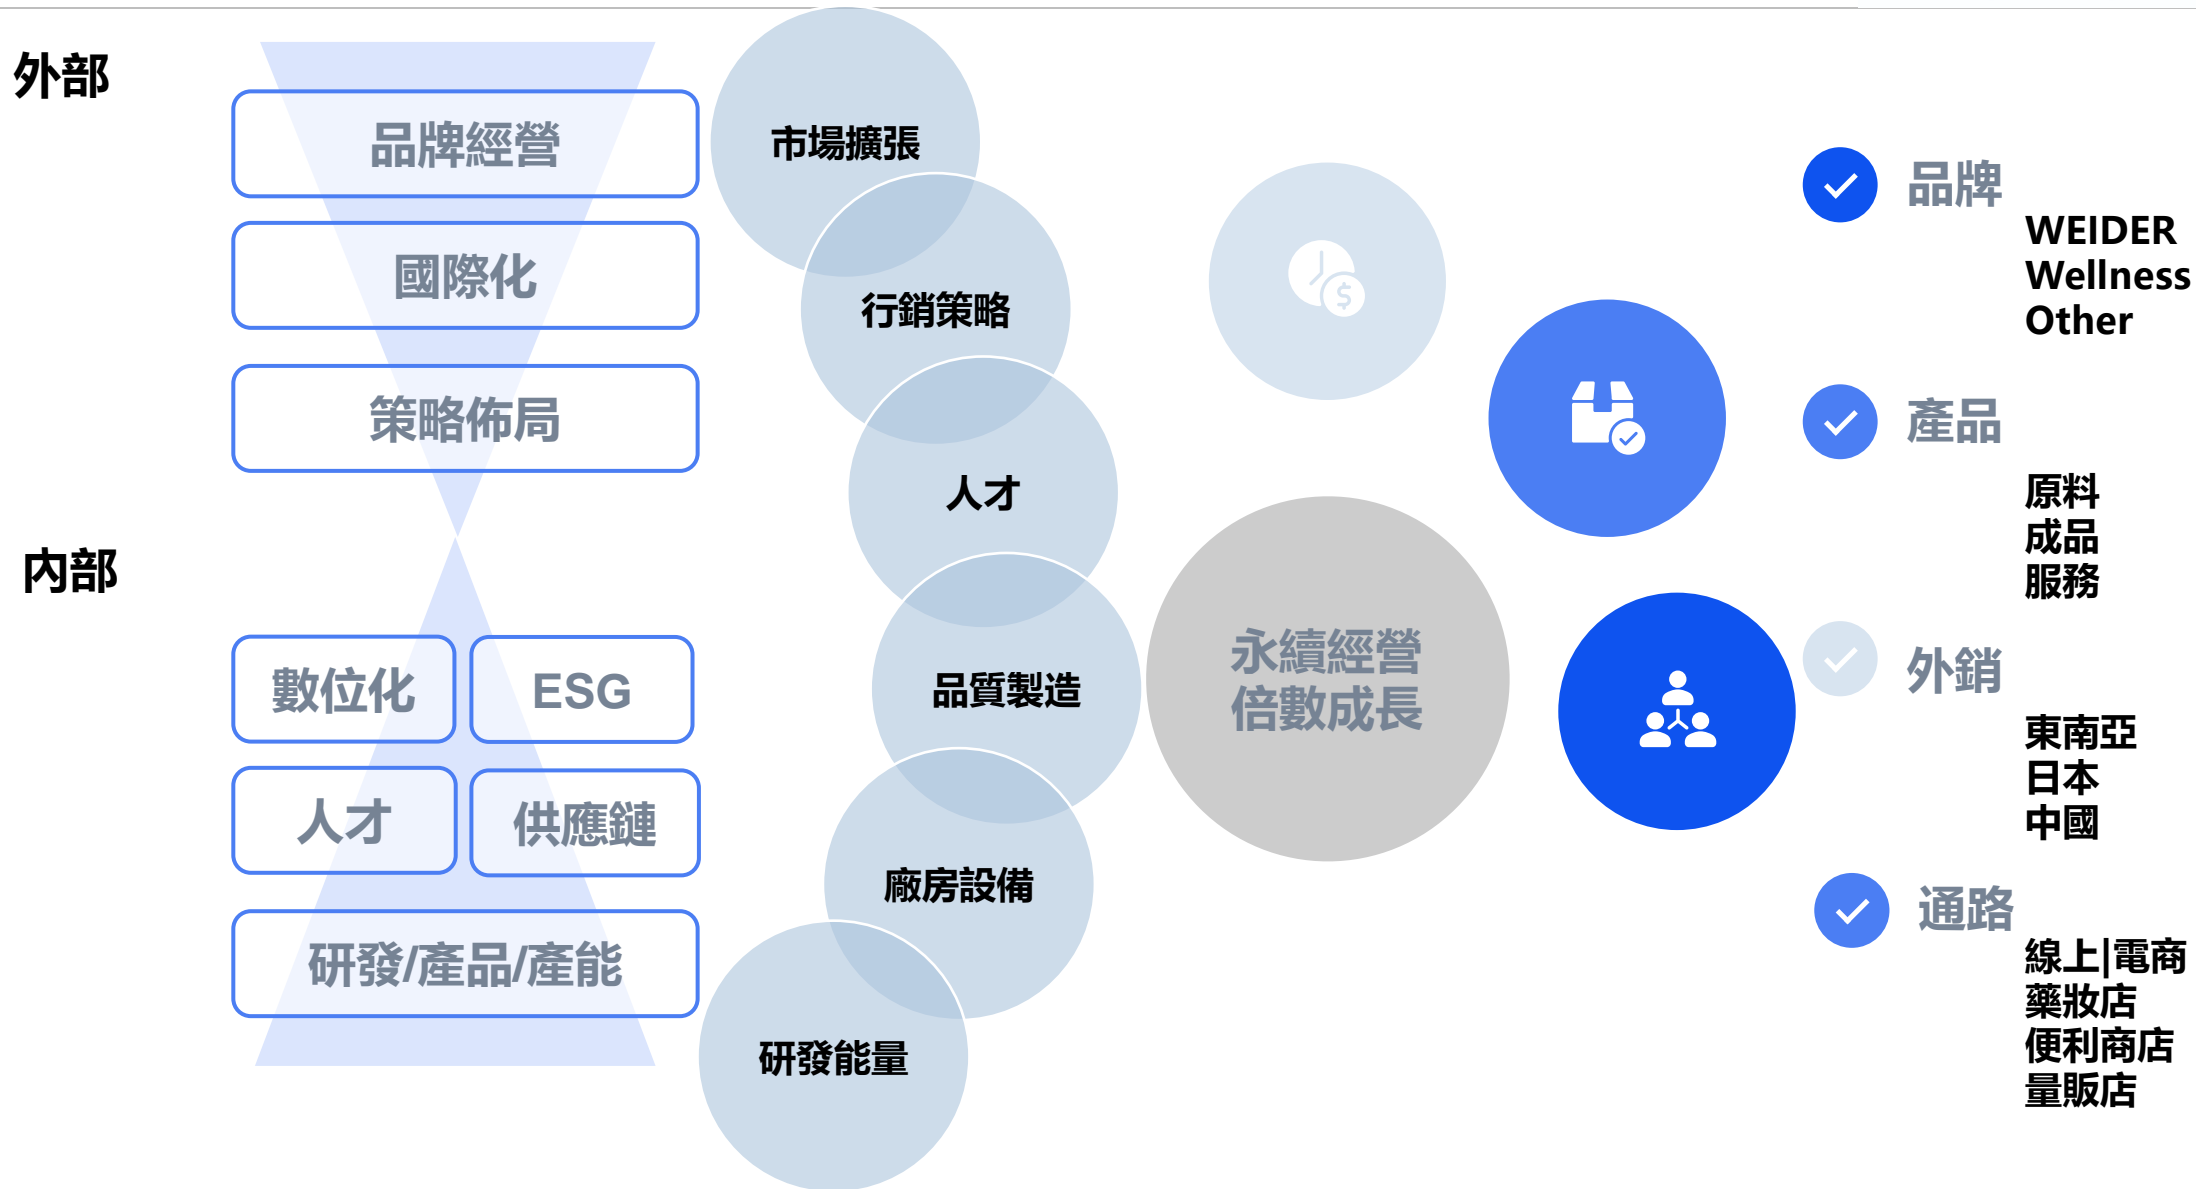 外部
品牌經營
國際化
策略佈局
內部
數位化
ESG
人才
供應鏈
研發/產品/產能
市場擴張
行銷策略
人才
品質製造
廠房設備
研發能量
永續經營
倍數成長
品牌
WEIDER
Wellness
Other
產品
原料
成品
服務
外銷
東南亞
日本
中國
通路
線上|電商
藥妝店
便利商店
量販店